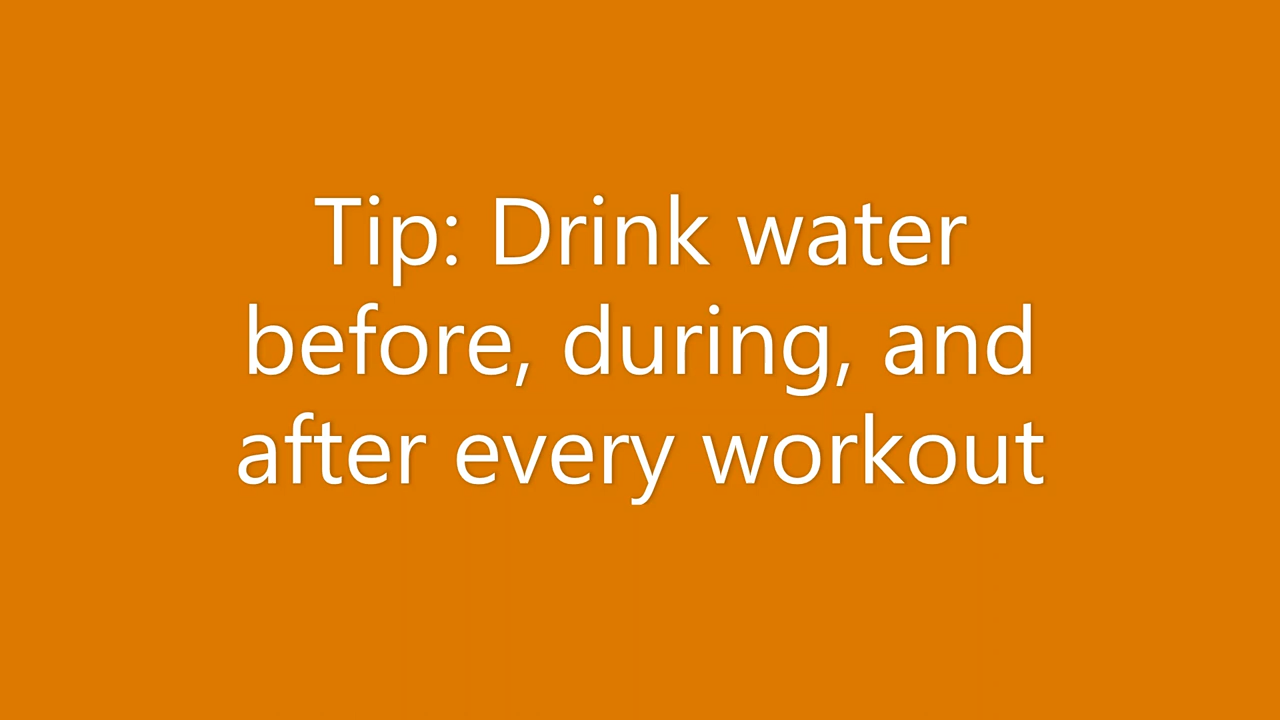 Tip: Drink water
before, during, and
after every workout